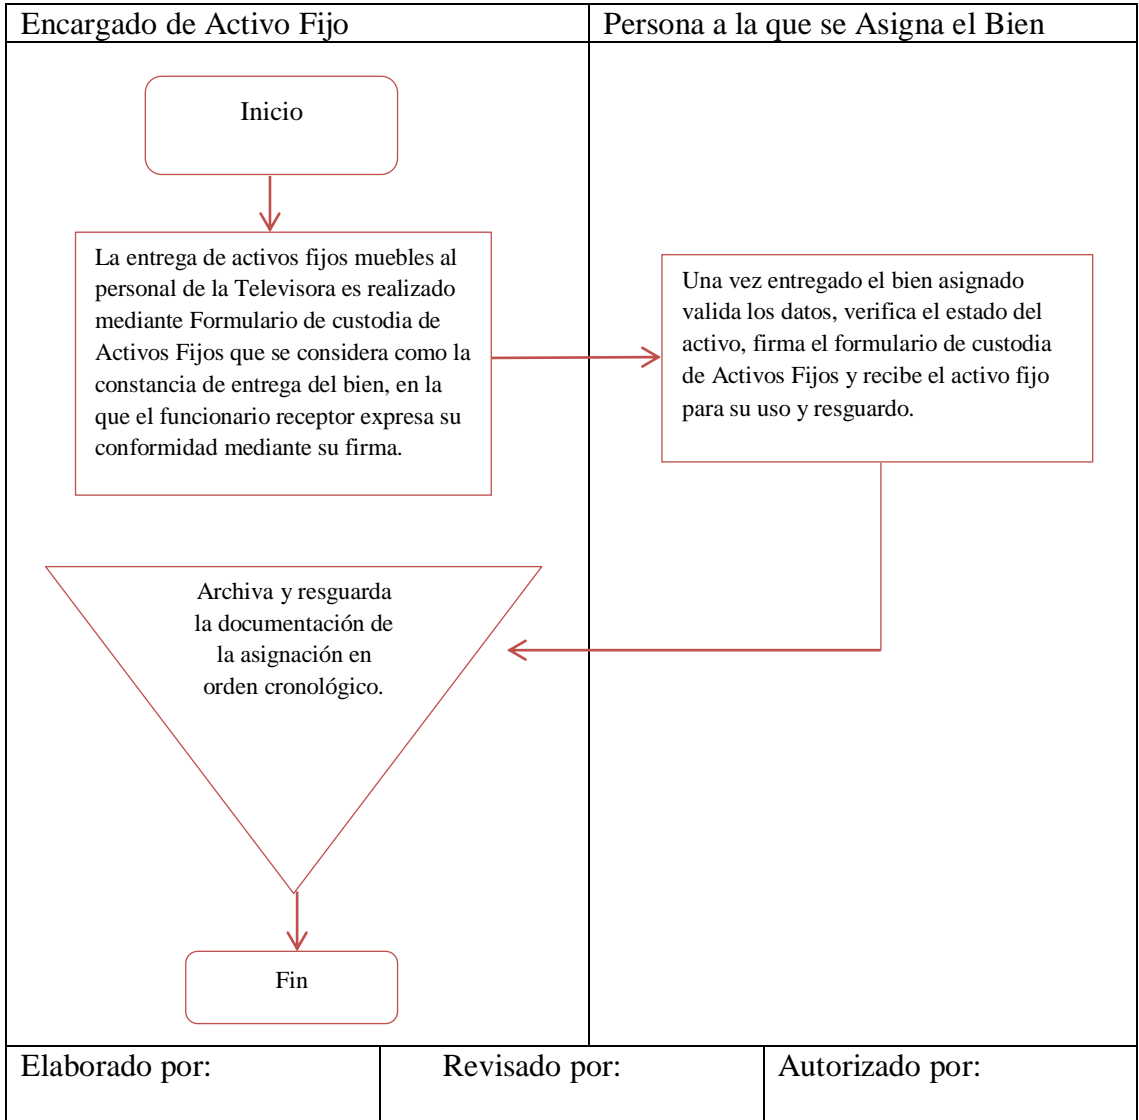 Encargado de Activo Fijo
Persona a la que se Asigna el Bien
Inicio
La entrega de activos fijos muebles al
personal de la Televisora es realizado
mediante Formulario de custodia de
Activos Fijos que se considera como la
constancia de entrega del bien, en la
que el funcionario receptor expresa su
conformidad mediante su firma.
Una vez entregado el bien asignado
valida los datos, verifica el estado del
activo, firma el formulario de custodia
de Activos Fijos y recibe el activo fijo
para su uso y resguardo.
Archiva y resguarda
la documentación de
la asignación en
orden cronológico.
Fin
Elaborado por:
Revisado por:
Autorizado por: